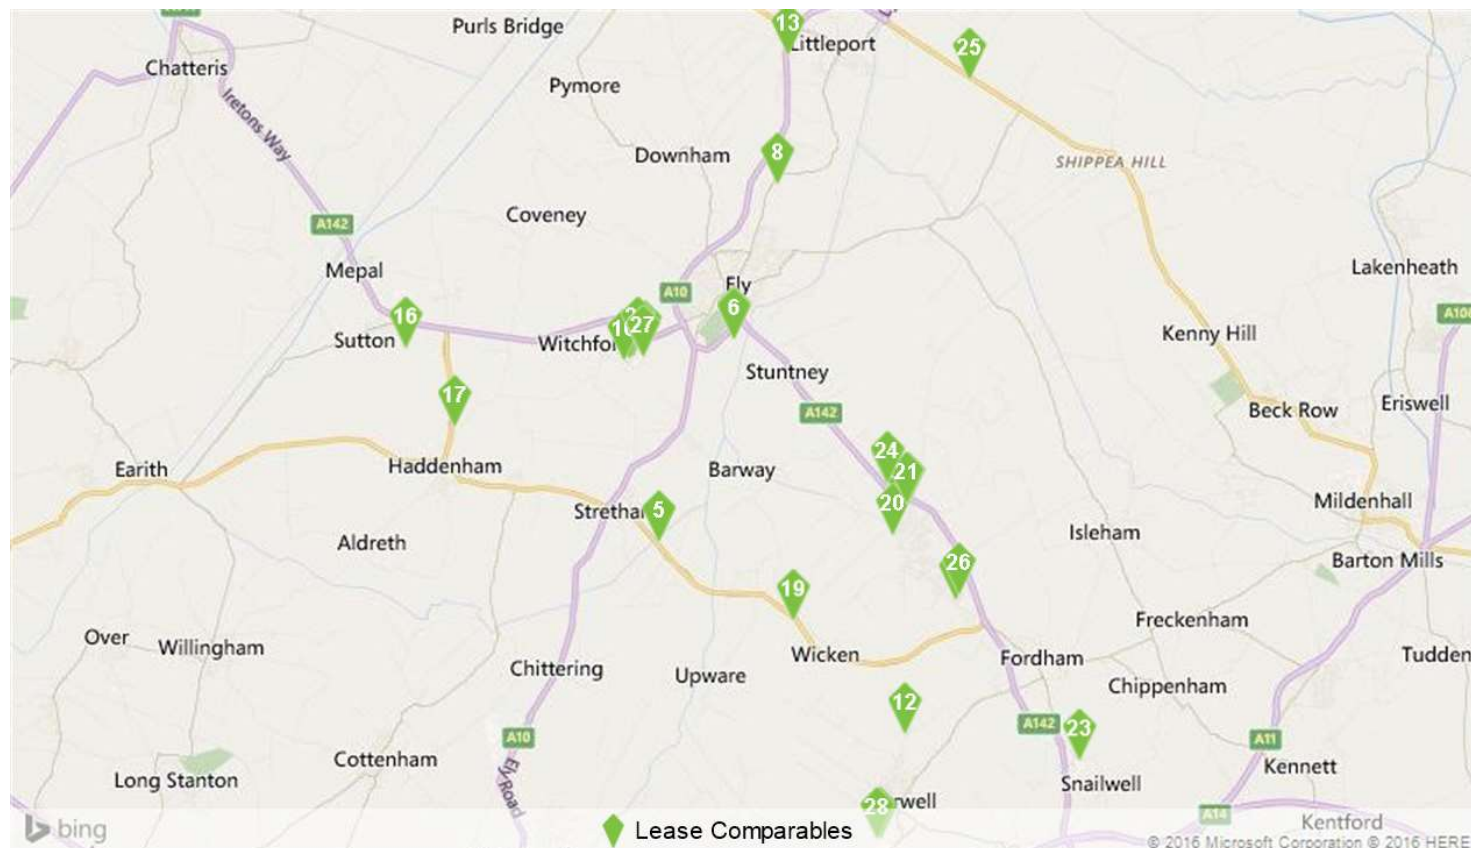 Purls Bridge
13
Littleport
25
Chatteris
Pymore
Iretons Way
8
Downham
SHIPPEA HILL
Coveney
A142
Mepal
Lakenheath
Ely
A10
6
16
27
Sutton
Kenny Hill
Stuntney
17
A142
Beck Row
Eriswell
24
21
Earith
Haddenham
Barway
20
Mildenhall
5
Isleham
Aldreth
26
Barton Mills
19
Freckenham
Over
Willingham
Wicken
Fordham
Chittering
Upware
Chippenham
12
A142
23
A10
A11
Cottenham
Ely Road
Long Stanton
Snailwell
Kennett
28
A14
Kentford
bing
Lease Comparables
© 2016 Microsoft Corporation © 2016 HERE